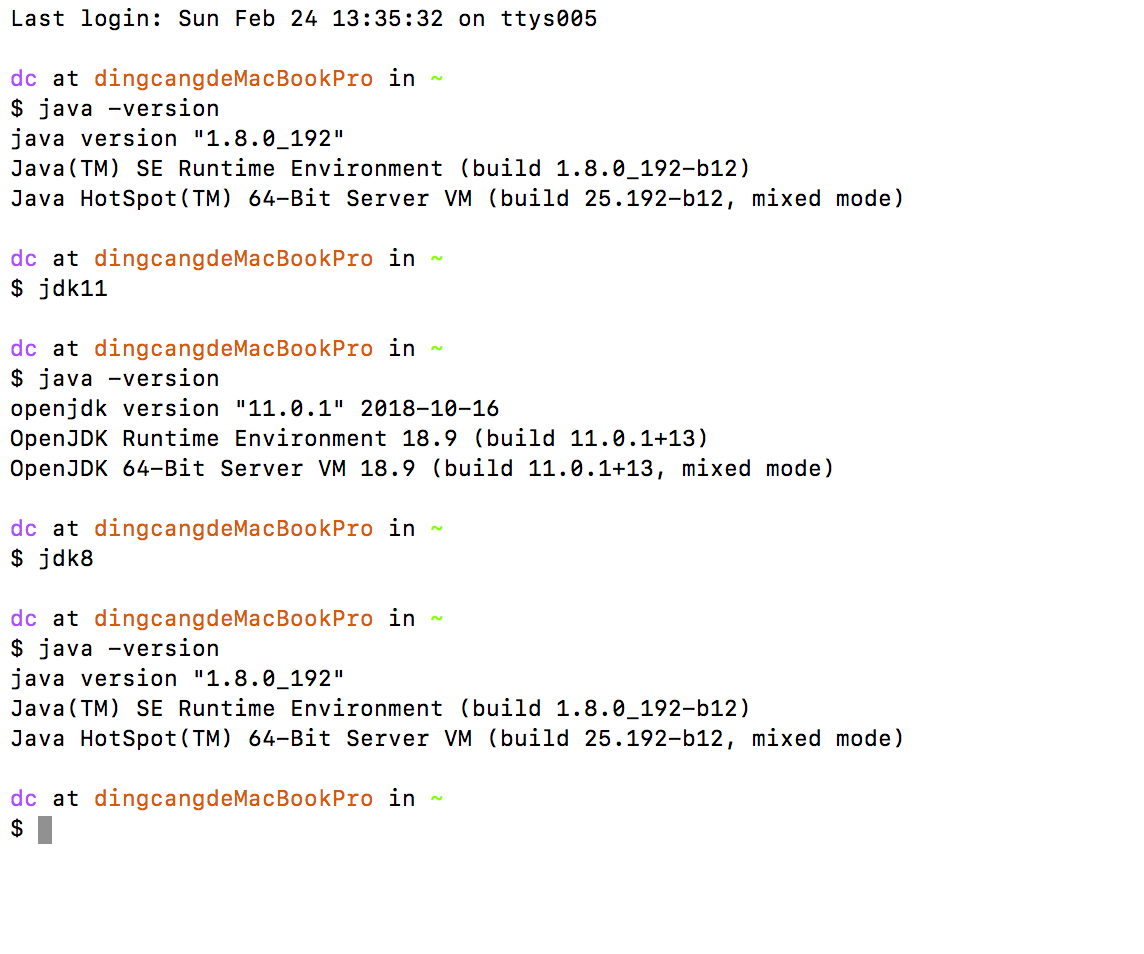 Last login: Sun Feb 24 13:35:32 on ttys005
dc at dingcangdeMacBookPro in ~
$ java -version
java version "1.8.0_192"
Java(TM) SE Runtime Environment (build 1.8.0_192-b12)
Java HotSpot(TM) 64-Bit Server VM (build 25.192-b12, mixed mode)
dc at dingcangdeMacBookPro in ~
$ jdk11
dc at dingcangdeMacBookPro in ~
$ java -version
openjdk version "11.0.1" 2018-10-16
OpenJDK Runtime Environment 18.9 (build 11.0.1+13)
OpenJDK 64-Bit Server VM 18.9 (build 11.0.1+13, mixed mode)
dc at dingcangdeMacBookPro in ~
$ jdk8
dc at dingcangdeMacBookPro in ~
$ java -version
java version "1.8.0_192"
Java(TM) SE Runtime Environment (build 1.8.0_192-b12)
Java HotSpot(TM) 64-Bit Server VM (build 25.192-b12, mixed mode)
dc at dingcangdeMacBookPro in ~
$